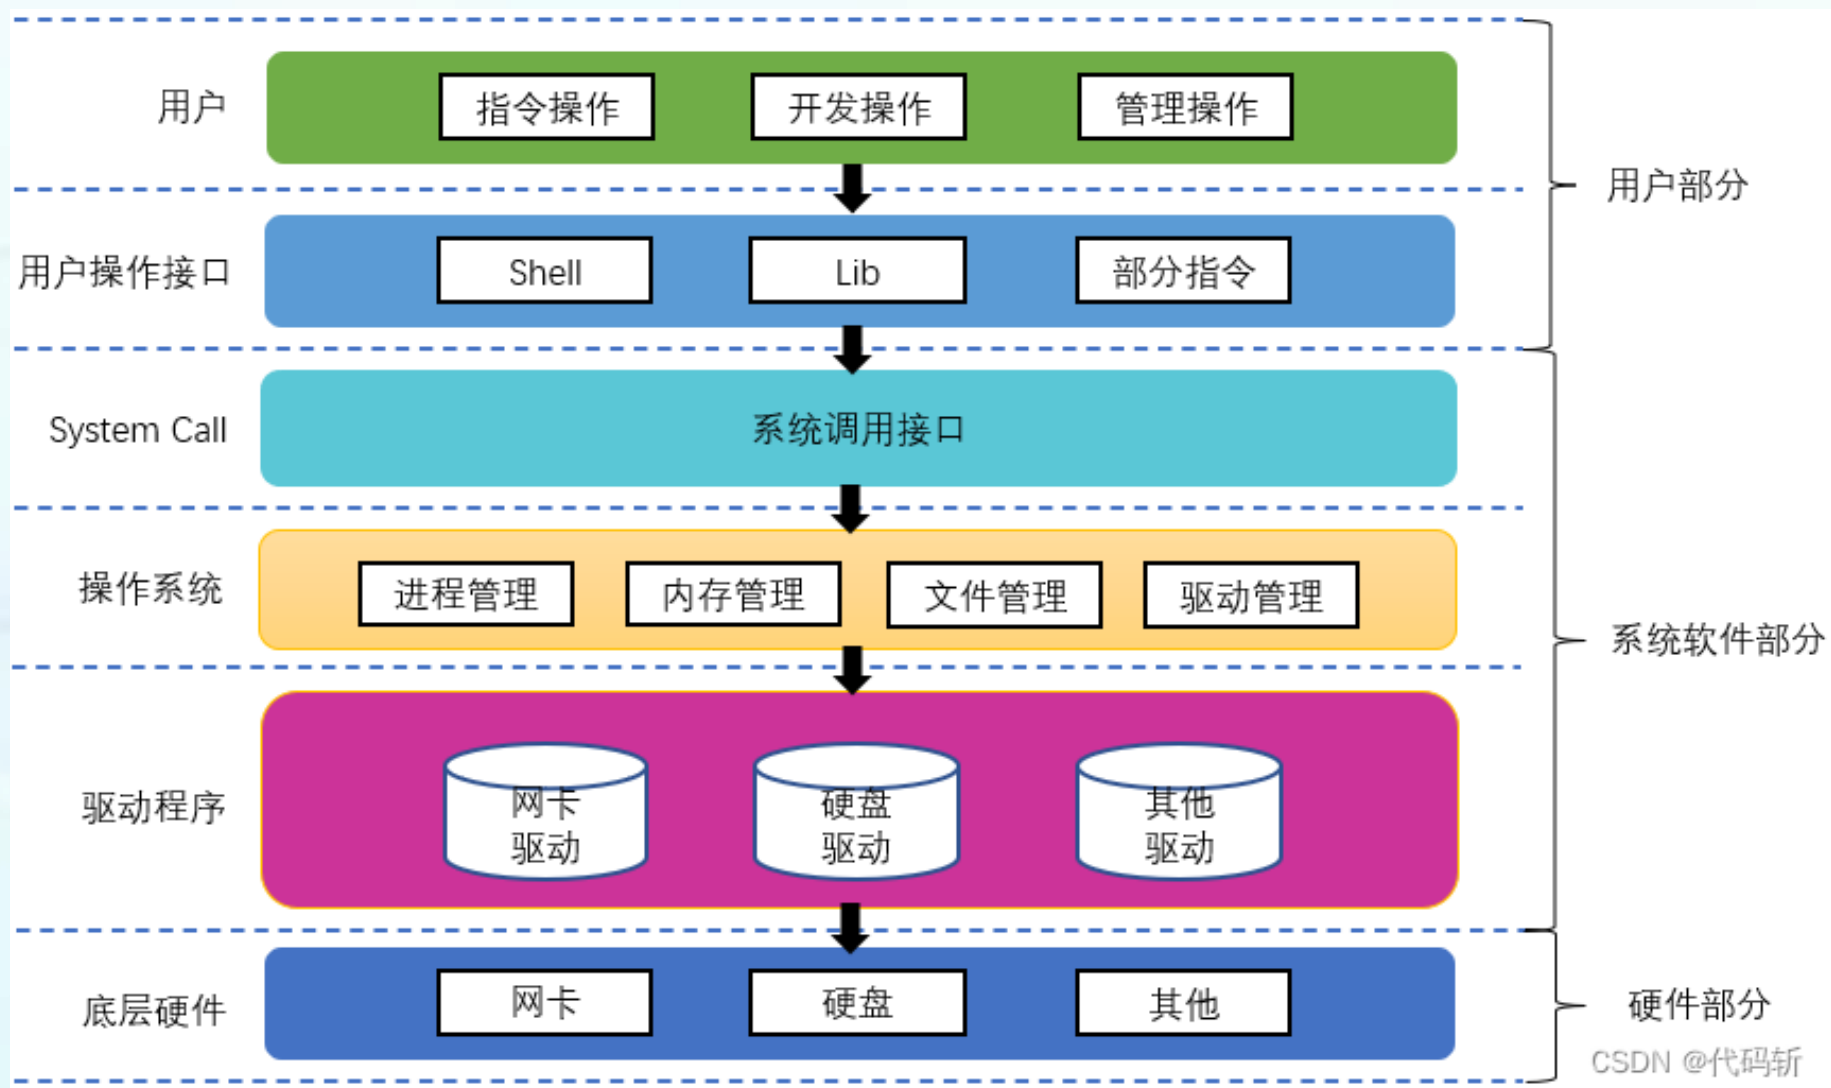 用户
指令操作
开发操作
管理操作
用户部分
用户操作接口
Shell
Lib
部分指令
System Call
系统调用接口
操作系统
进程管理
内存管理
文件管理
驱动管理
系统软件部分
驱动程序
网卡
驱动
硬盘
驱动
其他
驱动
底层硬件
网卡
硬盘
其他
硬件部分
CSDN @代码斩